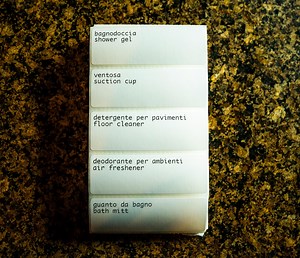 bagnodoccia
shower gel
ventosa
suction cup
detergente per pavimenti
floor cleaner
deodorante per ambienti
air freshener
guanto da bagno
bath mitt